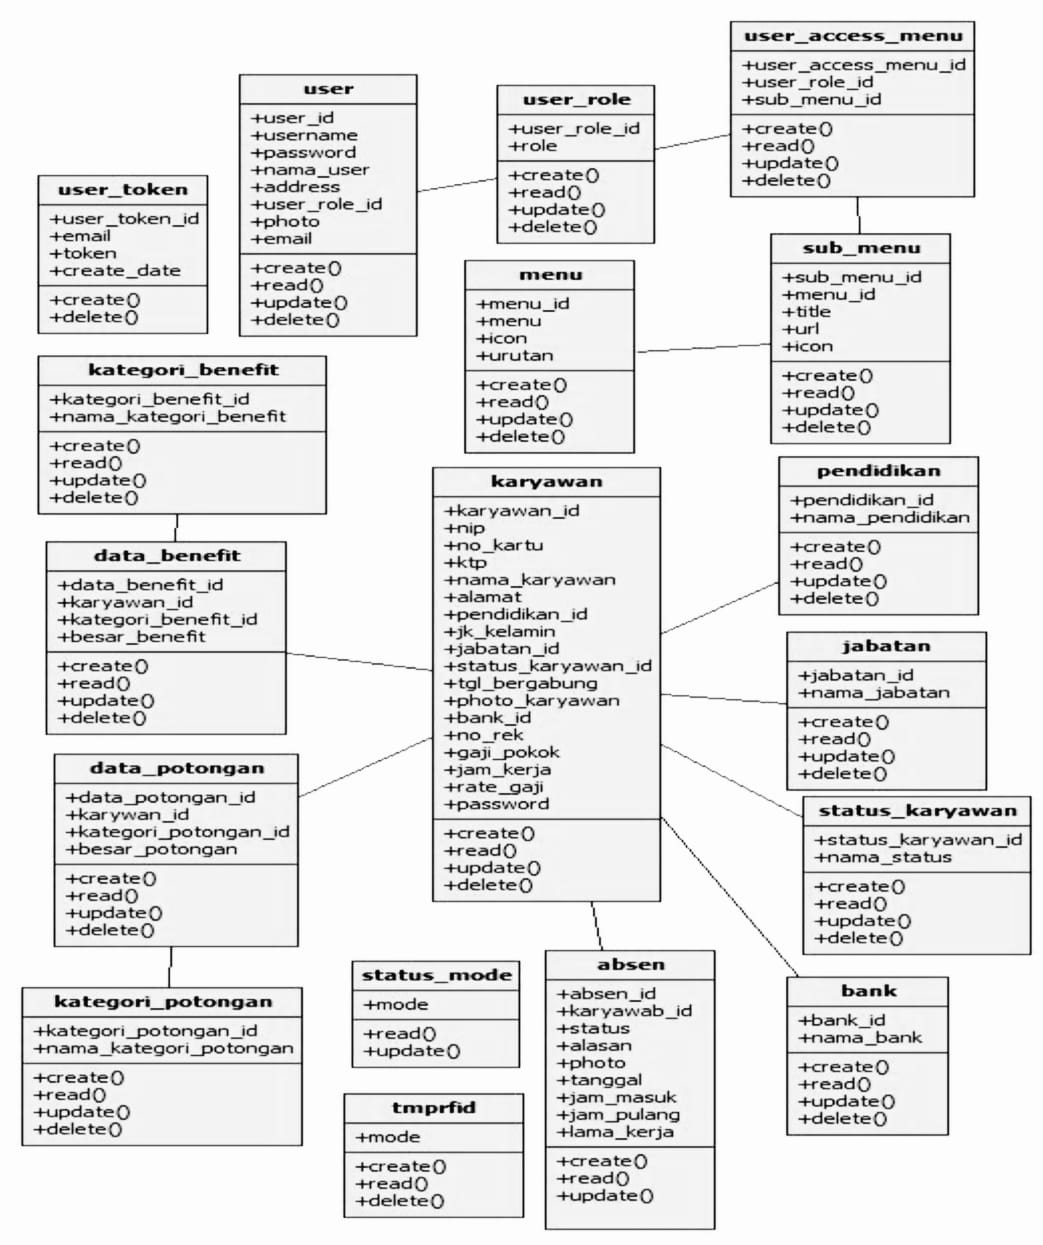 user_access_menu
+user_access_menu_id
+user_role_id
+sub_menu_id
+create()
+read()
+update()
+delete()
user
+user_id
+username
+password
+nama_user
+address
+user_role_id
+photo
+email
+create()
+read()
+update()
+delete()
user_role
+user_role_id
+role
+create()
+read()
+update()
+delete()
user_token
+user_token_id
+email
+token
+create_date
+create()
+delete()
sub_menu
+sub_menu_id
+menu_id
+title
+url
+icon
+create()
+read()
+update()
+delete()
menu
+menu_id
+menu
+icon
+urutan
+create()
+read()
+update()
+delete()
kategori_benefit
+kategori_benefit_id
+nama_kategori_benefit
+create()
+read()
+update()
+delete()
karyawan
+karyawan_id
+nip
+no_kartu
+ktp
+nama_karyawan
+alamat
+pendidikan_id
+jk_kelamin
+jabatan_id
+status_karyawan_id
+tgl_bergabung
+photo_karyawan
+bank_id
+no_rek
+gaji_pokok
+jam_kerja
+rate_gaji
+password
+create()
+read()
+update()
+delete()
pendidikan
+pendidikan_id
+nama_pendidikan
+create()
+read()
+update()
+delete()
data_benefit
+data_benefit_id
+karyawan_id
+kategori_benefit_id
+besar_benefit
+create()
+read()
+update()
+delete()
jabatan
+jabatan_id
+nama_jabatan
+create()
+read()
+update()
+delete()
data_potongan
+data_potongan_id
+karywan_id
+kategori_potongan_id
+besar_potongan
+create()
+read()
+update()
+delete()
status_karyawan
+status_karyawan_id
+nama_status
+create()
+read()
+update()
+delete()
kategori_potongan
+kategori_potongan_id
+nama_kategori_potongan
+create()
+read()
+update()
+delete()
status_mode
+mode
+read()
+update()
absen
+absen_id
+karyawab_id
+status
+alasan
+photo
+tanggal
+jam_masuk
+jam_pulang
+lama_kerja
+create()
+read()
+update()
bank
+bank_id
+nama_bank
+create()
+read()
+update()
+delete()
tmprfid
+mode
+create()
+read()
+delete()